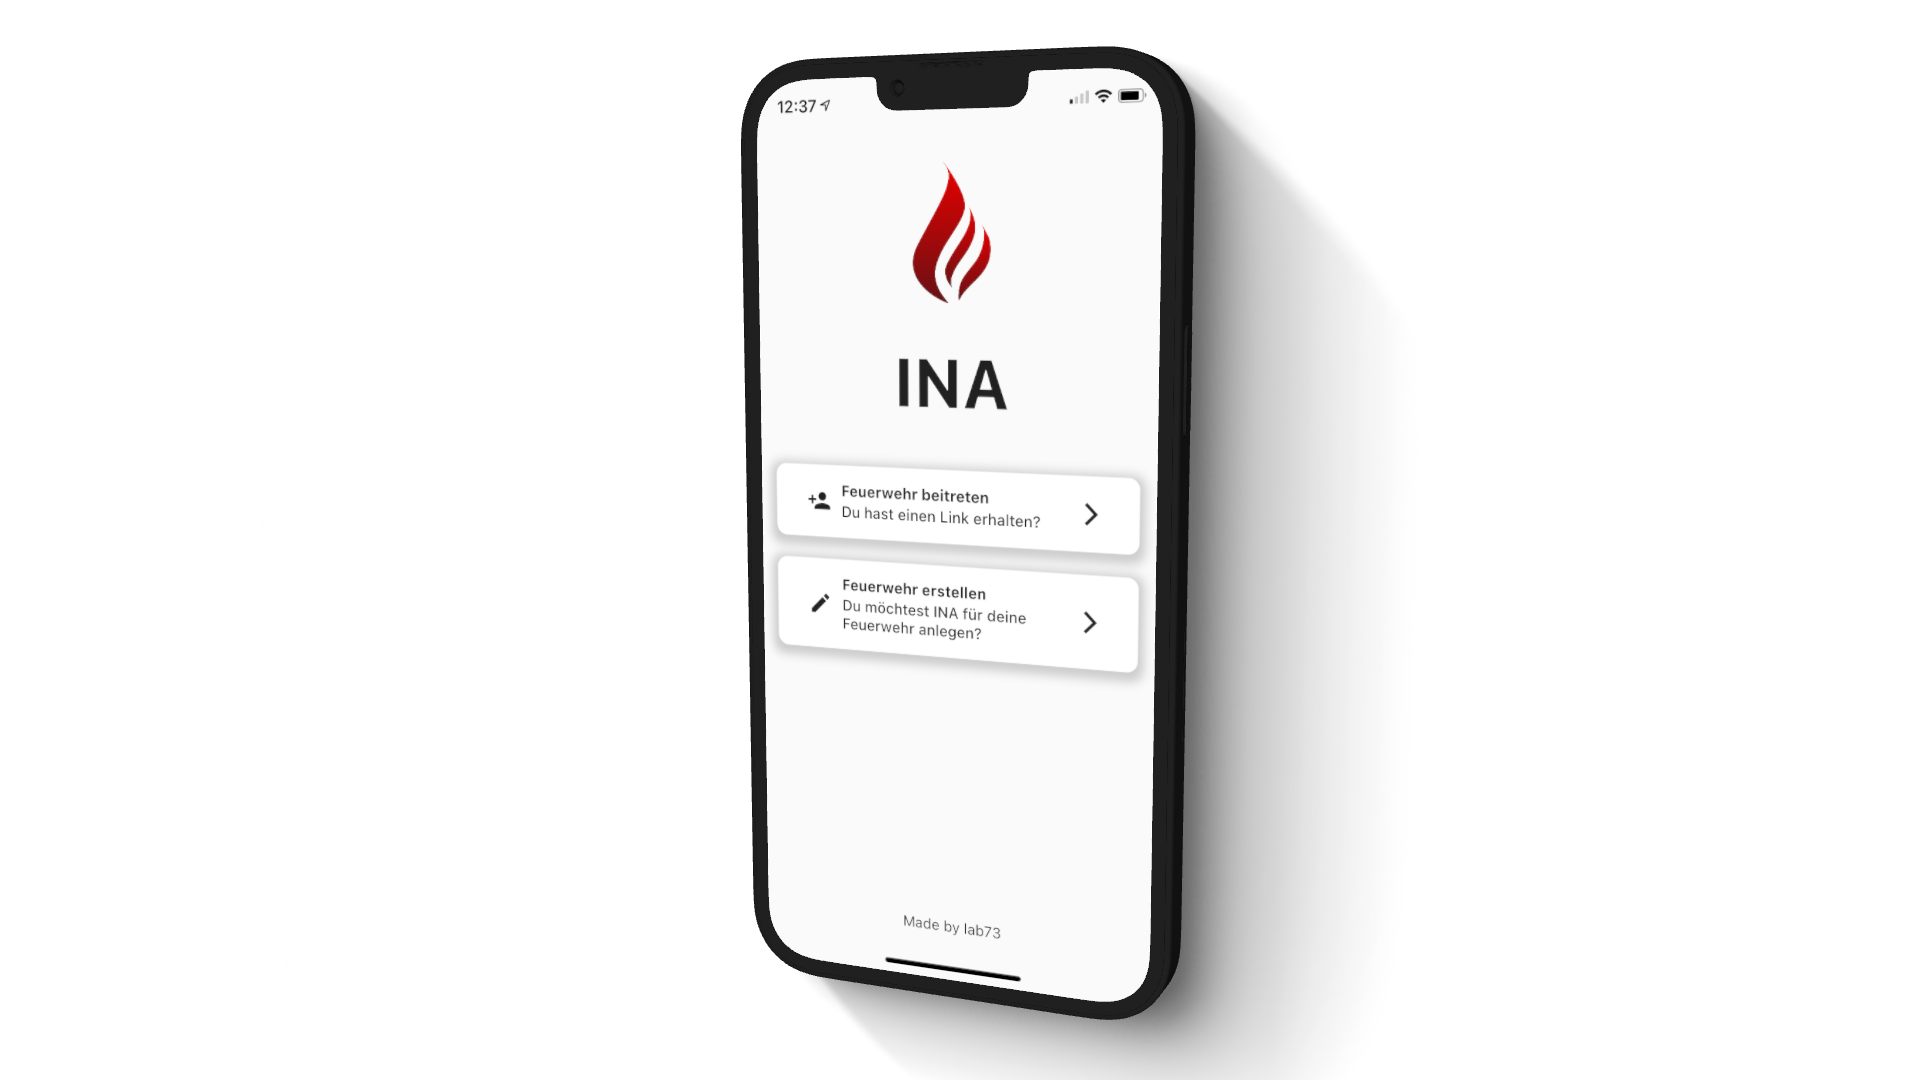 12:37
INA
Feuerwehr beitreten
Du hast einen Link erhalten?
Feuerwehr erstellen
Du möchtest INA für deine
Feuerwehr anlegen?
Made by lab73